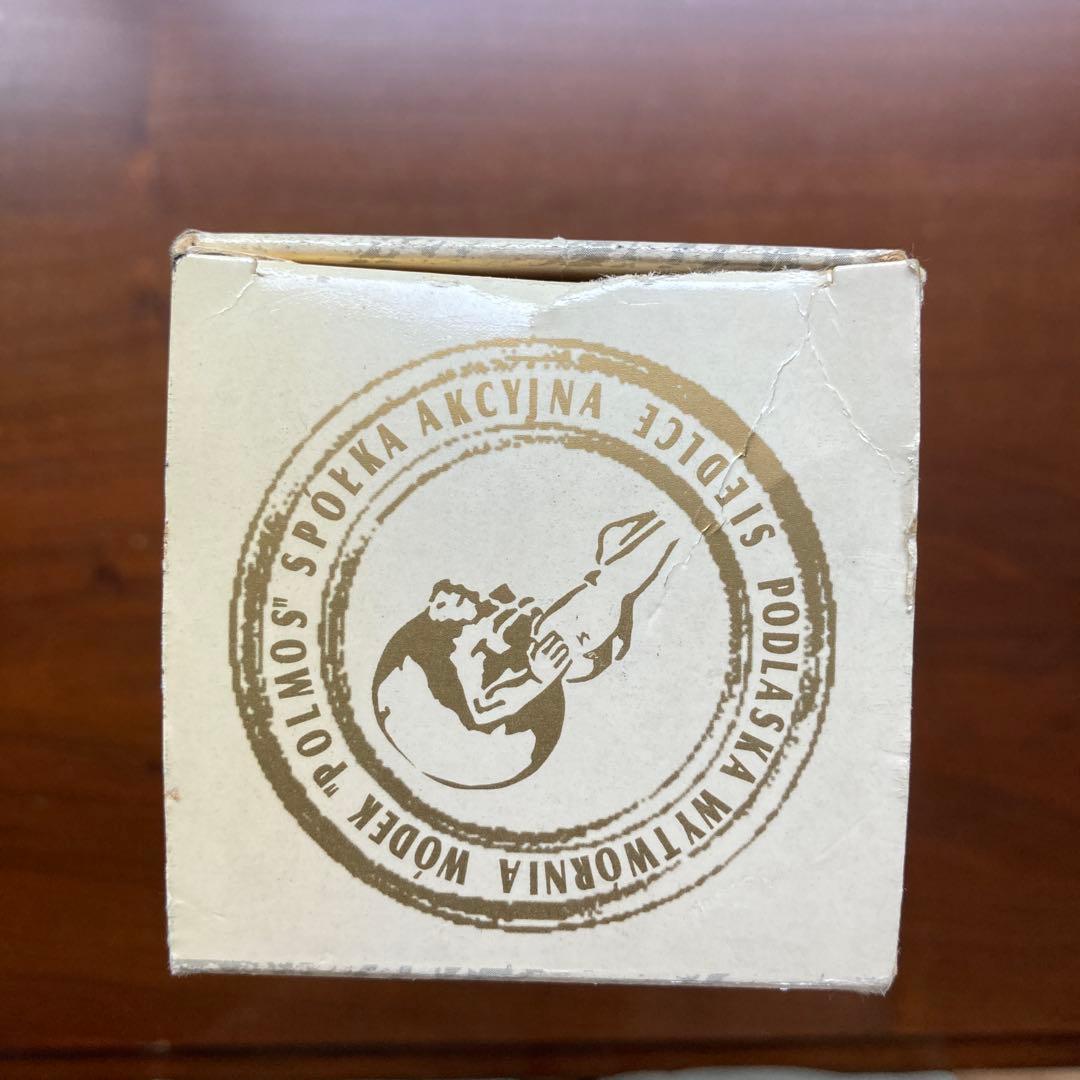 PODLASKA WYTWÓRNIA WÓDEK "POLMOS" SPÓŁKA AKCYJNA SIEDLCE